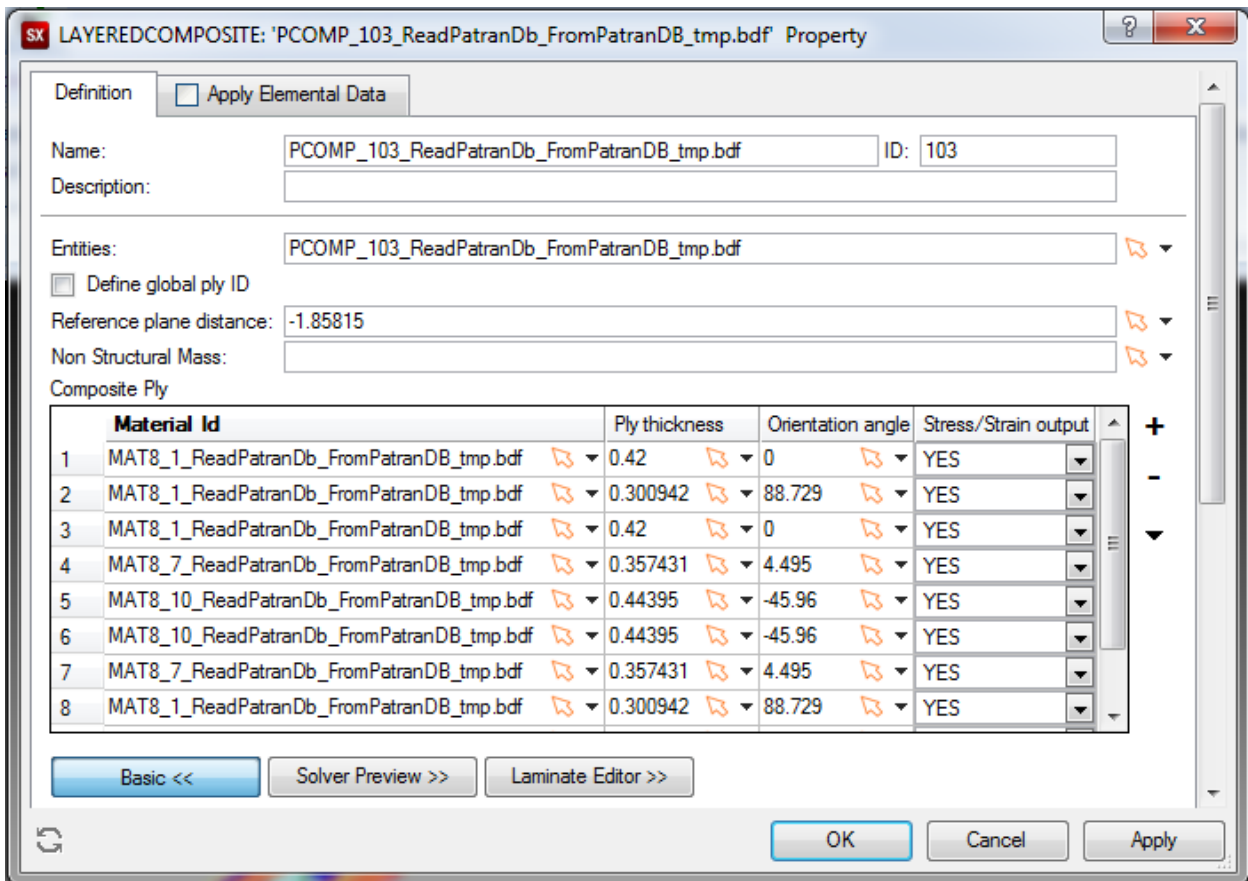 SX LAYEREDCOMPOSITE: 'PCOMP_103_ReadPatranDb_FromPatranDB_tmp.bdf' Property ? X
Definition Apply Elemental Data
Name: PCOMP_103_ReadPatranDb_FromPatranDB_tmp.bdf ID: 103
Description:
Entities: PCOMP_103_ReadPatranDb_FromPatranDB_tmp.bdf
Define global ply ID
Reference plane distance: -1.85815
Non Structural Mass:
Composite Ply
Material Id Ply thickness Orientation angle Stress/Strain output +
1 MAT8_1_ReadPatranDb_FromPatranDB_tmp.bdf 0.42 0 YES
2 MAT8_1_ReadPatranDb_FromPatranDB_tmp.bdf 0.300942 88.729 YES -
3 MAT8_1_ReadPatranDb_FromPatranDB_tmp.bdf 0.42 0 YES
4 MAT8_7_ReadPatranDb_FromPatranDB_tmp.bdf 0.357431 4.495 YES
5 MAT8_10_ReadPatranDb_FromPatranDB_tmp.bdf 0.44395 -45.96 YES
6 MAT8_10_ReadPatranDb_FromPatranDB_tmp.bdf 0.44395 -45.96 YES
7 MAT8_7_ReadPatranDb_FromPatranDB_tmp.bdf 0.357431 4.495 YES
8 MAT8_1_ReadPatranDb_FromPatranDB_tmp.bdf 0.300942 88.729 YES
Basic << Solver Preview >> Laminate Editor >>
OK Cancel Apply